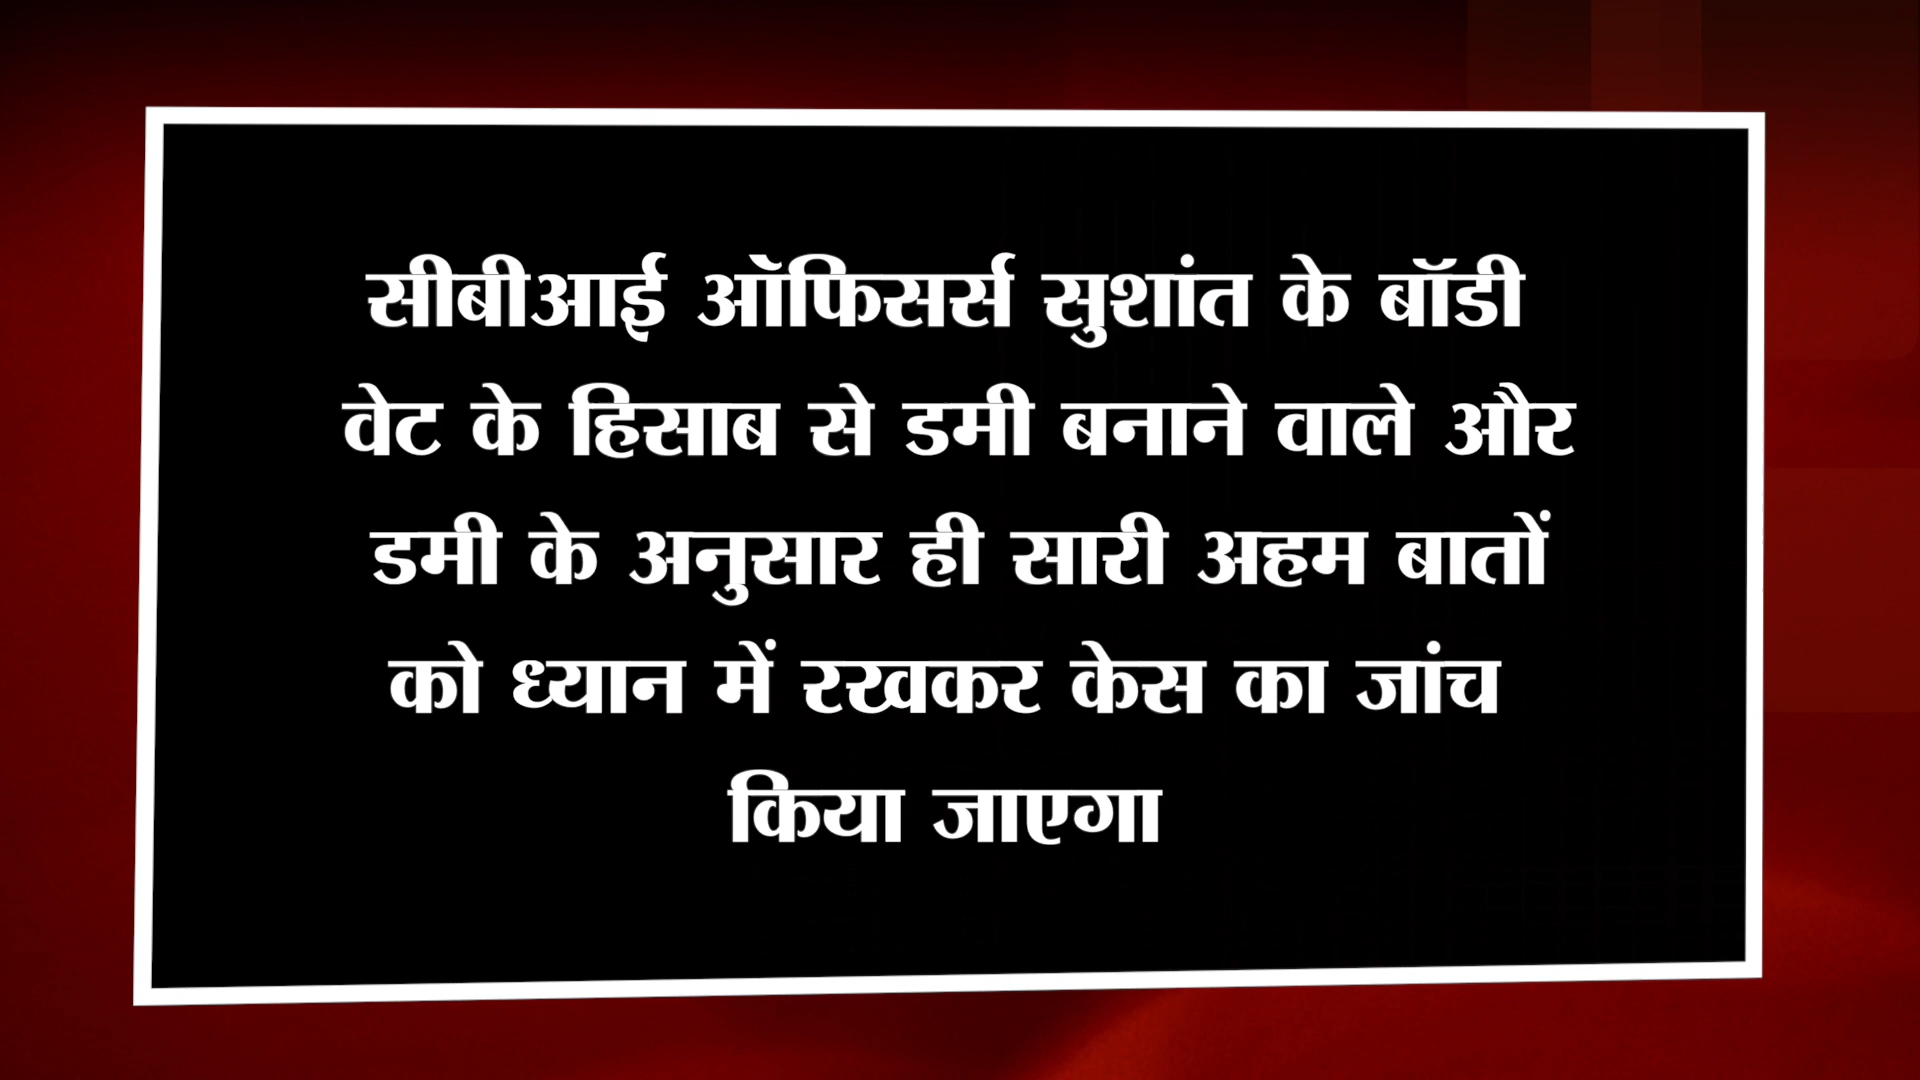 सीबीआई ऑफिसर्स सुशांत के बॉडी
वेट के हिसाब से डमी बनाने वाले और
डमी के अनुसार ही सारी अहम बातों
को ध्यान में रखकर केस का जांच
किया जाएगा